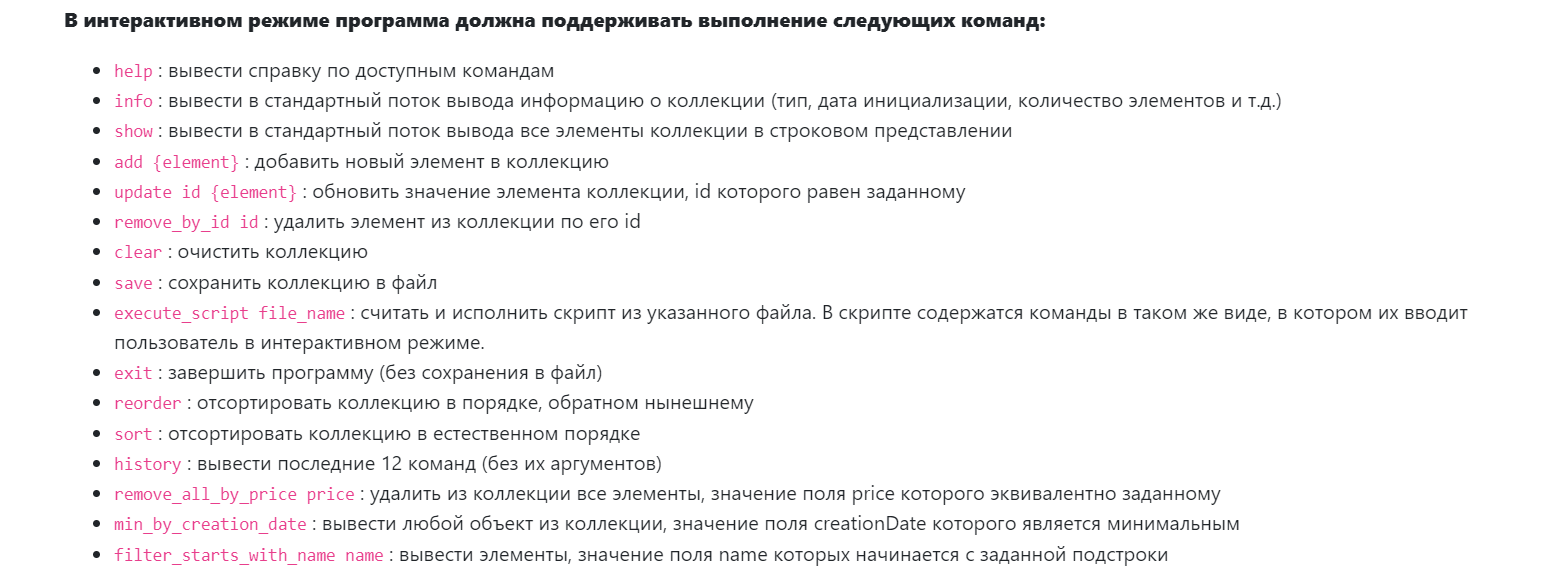 В интерактивном режиме программа должна поддерживать выполнение следующих команд:
help : вывести справку по доступным командам
info : вывести в стандартный поток вывода информацию о коллекции (тип, дата инициализации, количество элементов и т.д.)
show : вывести в стандартный поток вывода все элементы коллекции в строковом представлении
add {element} : добавить новый элемент в коллекцию
update id {element} : обновить значение элемента коллекции, id которого равен заданному
remove_by_id id : удалить элемент из коллекции по его id
clear : очистить коллекцию
save : сохранить коллекцию в файл
execute_script file_name : считать и исполнить скрипт из указанного файла. В скрипте содержатся команды в таком же виде, в котором их вводит
пользователь в интерактивном режиме.
exit : завершить программу (без сохранения в файл)
reorder : отсортировать коллекцию в порядке, обратном нынешнему
sort : отсортировать коллекцию в естественном порядке
history : вывести последние 12 команд (без их аргументов)
remove_all_by_price price : удалить из коллекции все элементы, значение поля price которого эквивалентно заданному
min_by_creation_date : вывести любой объект из коллекции, значение поля creationDate которого является минимальным
filter_starts_with_name name : вывести элементы, значение поля name которых начинается с заданной подстроки